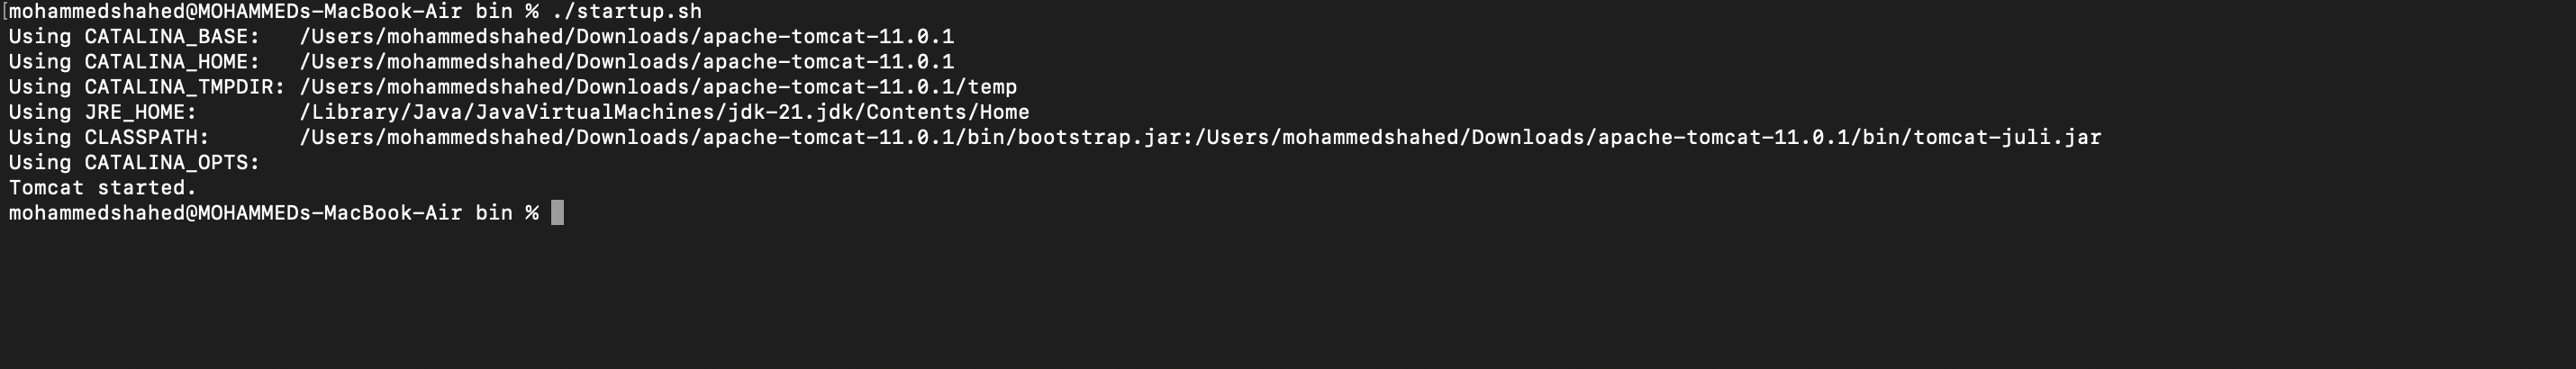 [mohammedshahed@MOHAMMEDs-MacBook-Air bin % ./startup.sh
Using CATALINA_BASE:   /Users/mohammedshahed/Downloads/apache-tomcat-11.0.1
Using CATALINA_HOME:   /Users/mohammedshahed/Downloads/apache-tomcat-11.0.1
Using CATALINA_TMPDIR: /Users/mohammedshahed/Downloads/apache-tomcat-11.0.1/temp
Using JRE_HOME:        /Library/Java/JavaVirtualMachines/jdk-21.jdk/Contents/Home
Using CLASSPATH:       /Users/mohammedshahed/Downloads/apache-tomcat-11.0.1/bin/bootstrap.jar:/Users/mohammedshahed/Downloads/apache-tomcat-11.0.1/bin/tomcat-juli.jar
Using CATALINA_OPTS:
Tomcat started.
mohammedshahed@MOHAMMEDs-MacBook-Air bin %